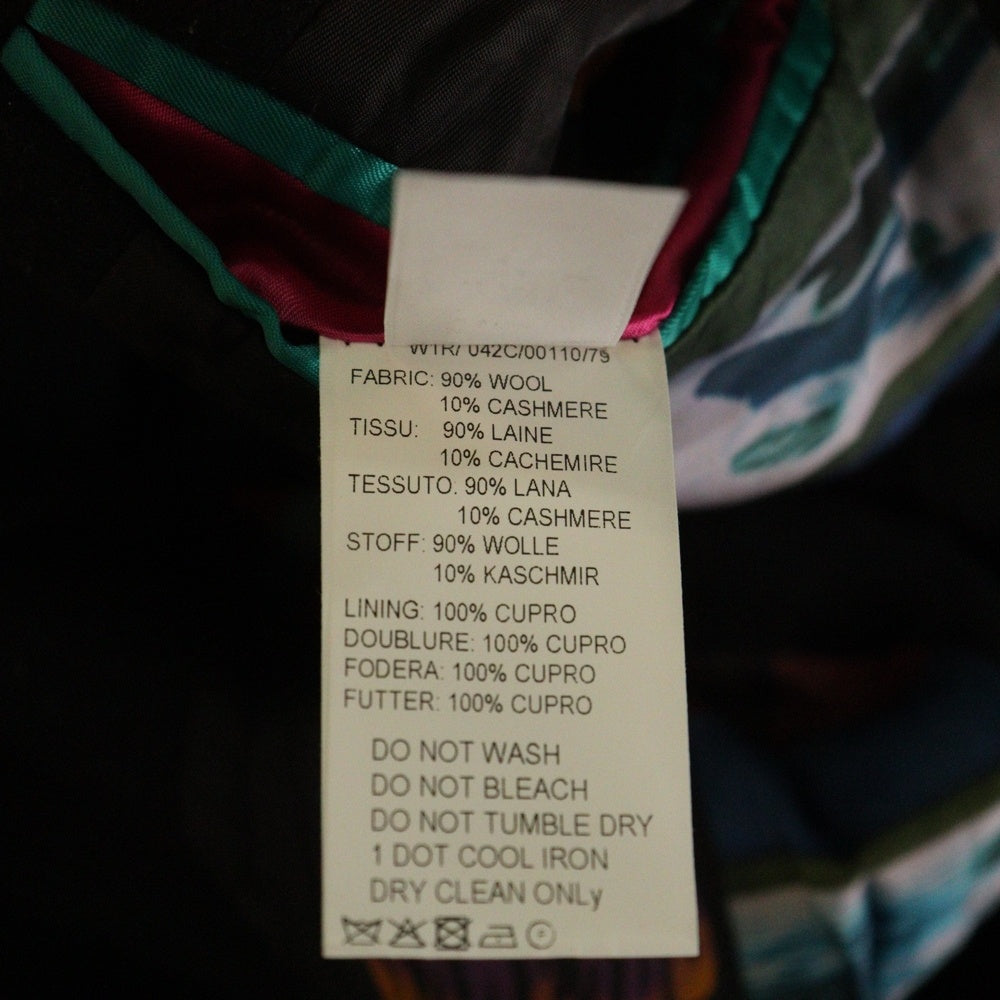 WTR/ 042C/00110/79
FABRIC: 90% WOOL
10% CASHMERE
TISSU: 90% LAINE
10% CACHEMIRE
TESSUTO. 90% LANA
10% CASHMERE
STOFF: 90% WOLLE
10% KASCHMIR
LINING: 100% CUPRO
DOUBLURE: 100% CUPRO
FODERA: 100% CUPRO
FUTTER: 100% CUPRO
DO NOT WASH
DO NOT BLEACH
DO NOT TUMBLE DRY
1 DOT COOL IRON
DRY CLEAN ONLy